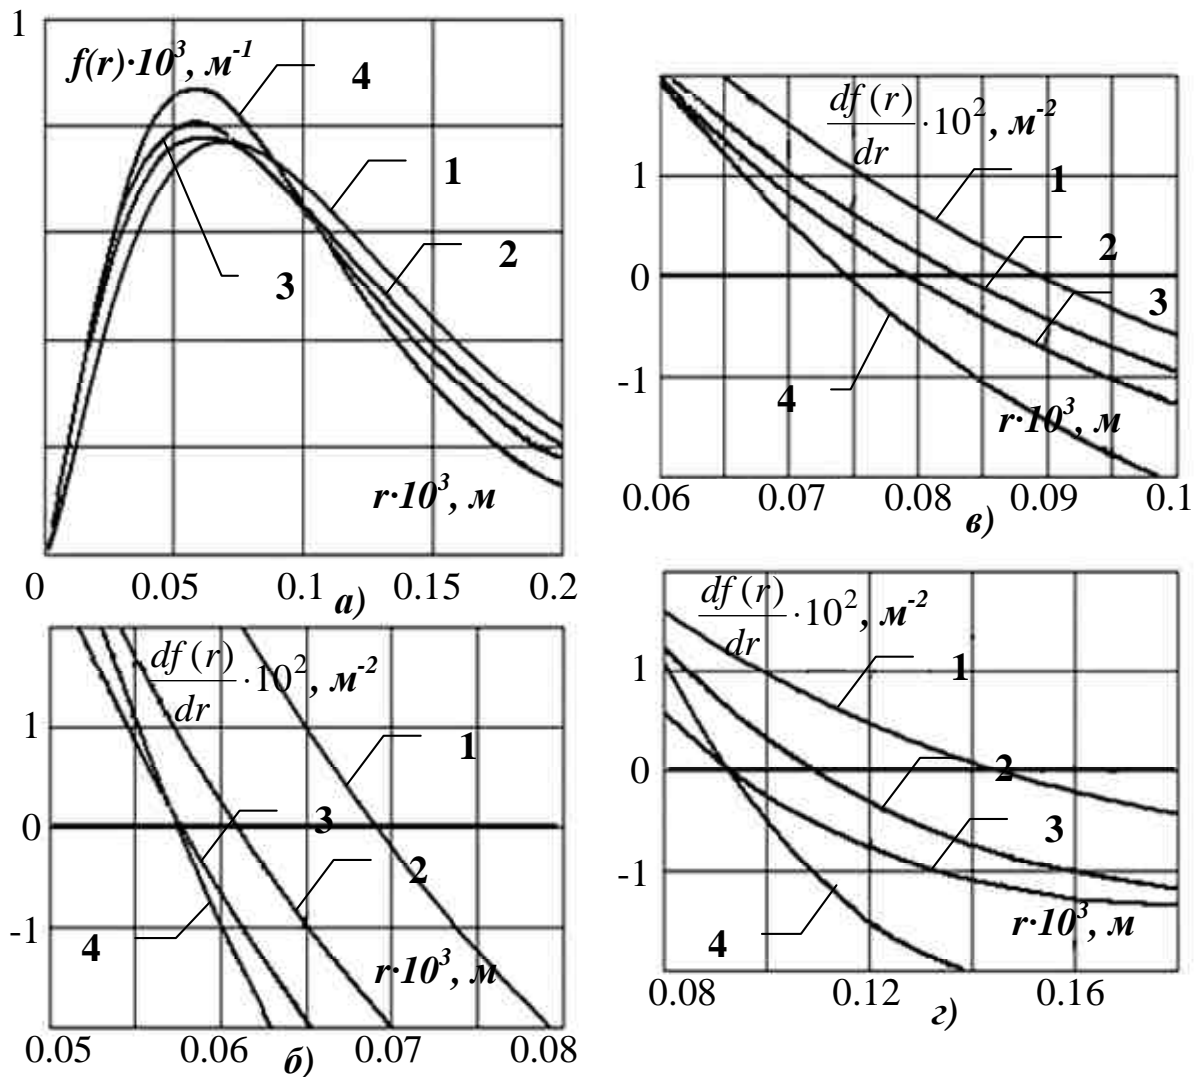 1
f(r)·10³, м⁻¹
4
1
2
3
r·10³, м
0 0.05 0.1 0.15 0.2
а)
df(r)/dr ·10², м⁻²
1
1
2
0
3
-1
4
r·10³, м
0.06 0.07 0.08 0.09 0.1
в)
df(r)/dr ·10², м⁻²
1
1
3
0
2
-1
4
r·10³, м
0.05 0.06 0.07 0.08
б)
df(r)/dr ·10², м⁻²
1
1
0
2
3
-1
4
r·10³, м
0.08 0.12 0.16
г)